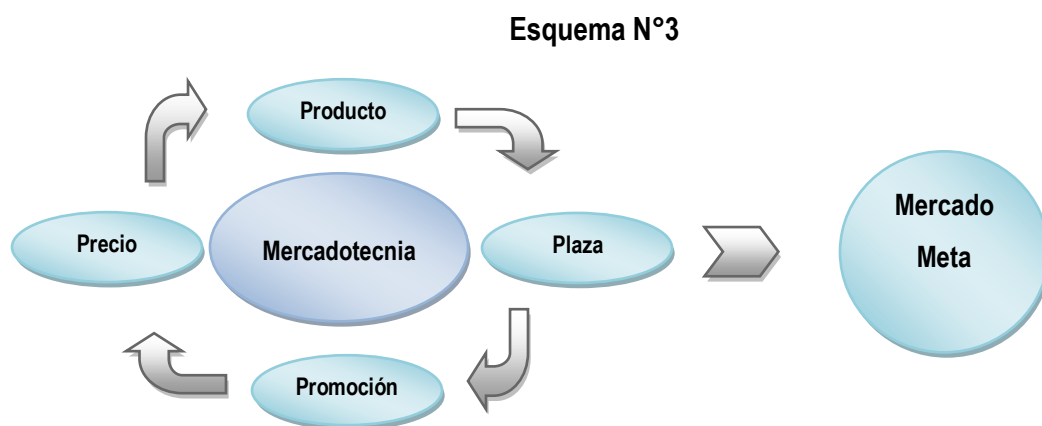 Esquema N°3
Producto
Precio
Mercadotecnia
Plaza
Promoción
Mercado
Meta